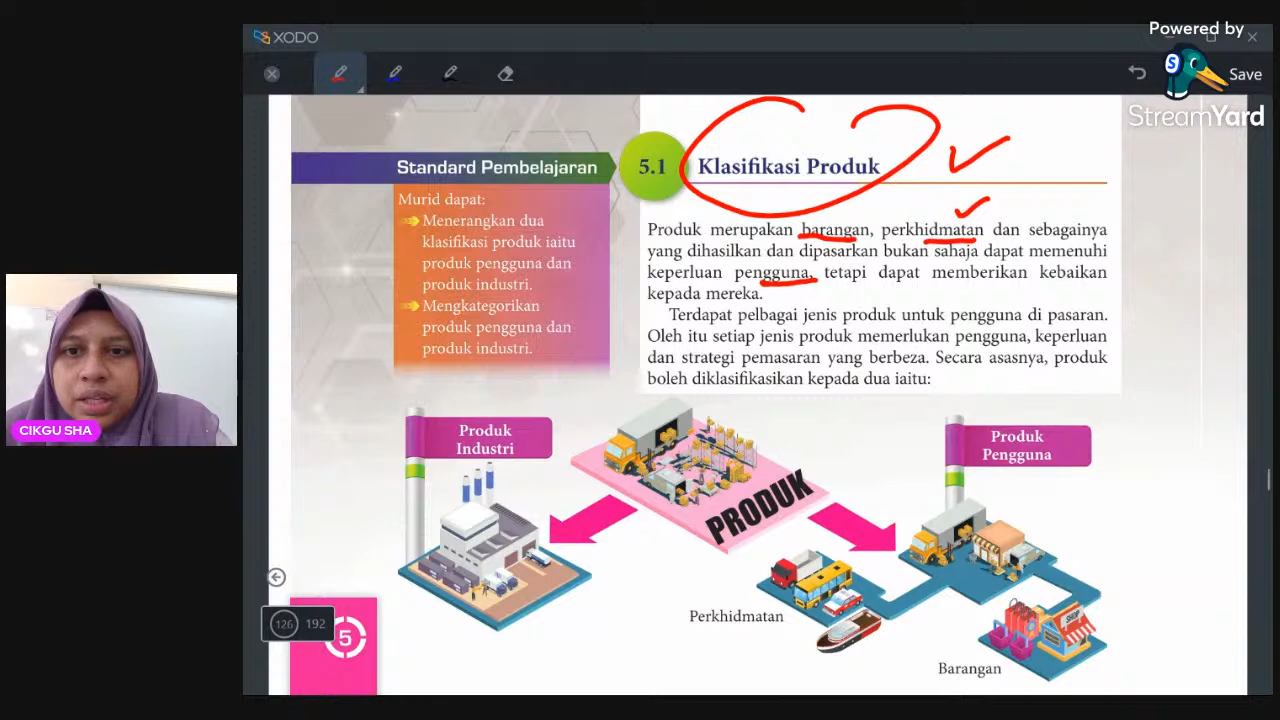 XODO
Powered by
Save
StreamYard
Standard Pembelajaran
5.1
Klasifikasi Produk
Murid dapat:
Menerangkan dua
klasifikasi produk iaitu
produk pengguna dan
produk industri.
Mengkategorikan
produk pengguna dan
produk industri.
Produk merupakan barangan, perkhidmatan dan sebagainya
yang dihasilkan dan dipasarkan bukan sahaja dapat memenuhi
keperluan pengguna, tetapi dapat memberikan kebaikan
kepada mereka.
Terdapat pelbagai jenis produk untuk pengguna di pasaran.
Oleh itu setiap jenis produk memerlukan pengguna, keperluan
dan strategi pemasaran yang berbeza. Secara asasnya, produk
boleh diklasifikasikan kepada dua iaitu:
CIKGU SHA
Produk
Industri
PRODUK
Produk
Pengguna
Perkhidmatan
SHOP
Barangan
126 192
5